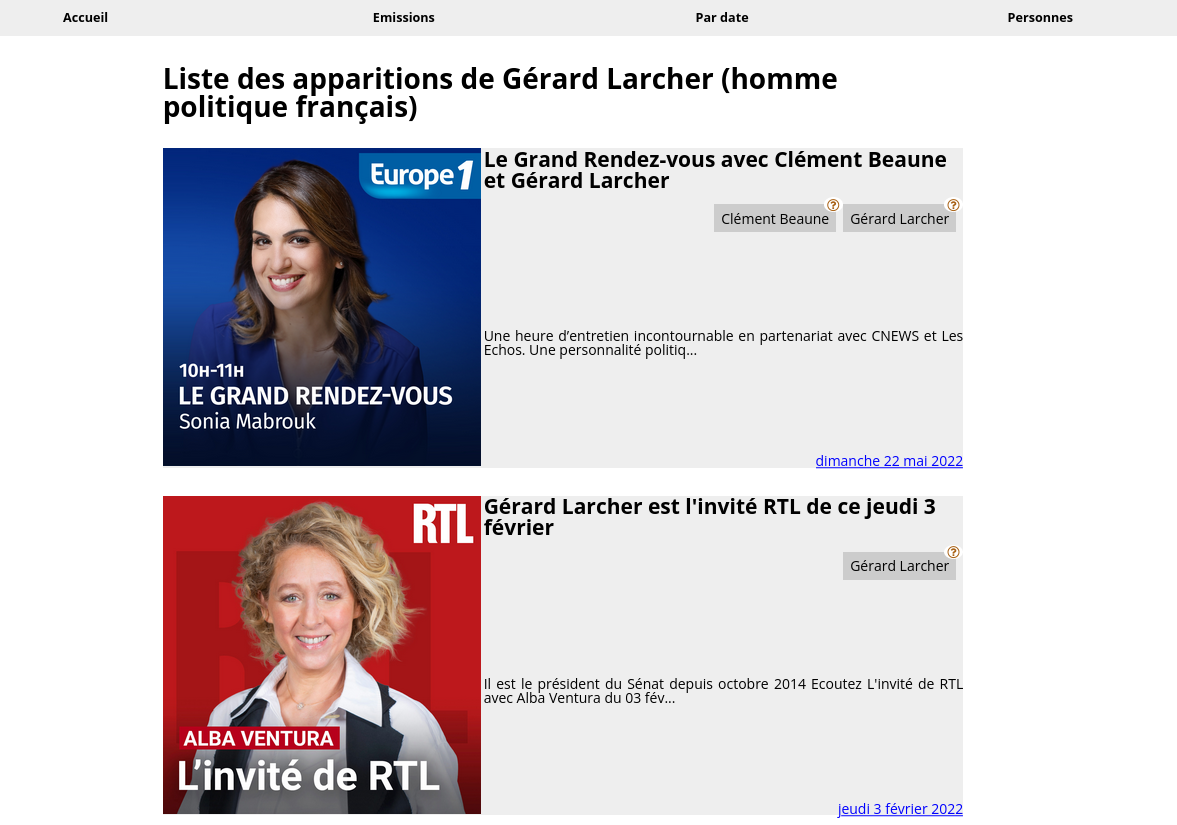 Accueil
Emissions
Par date
Personnes
Liste des apparitions de Gérard Larcher (homme
politique français)
Europe 1
10H-11H
LE GRAND RENDEZ-VOUS
Sonia Mabrouk
Le Grand Rendez-vous avec Clément Beaune
et Gérard Larcher
Clément Beaune ?
Gérard Larcher ?
Une heure d’entretien incontournable en partenariat avec CNEWS et Les
Echos. Une personnalité politiq...
dimanche 22 mai 2022
RTL
ALBA VENTURA
L’invité de RTL
Gérard Larcher est l'invité RTL de ce jeudi 3
février
Gérard Larcher ?
Il est le président du Sénat depuis octobre 2014 Ecoutez L'invité de RTL
avec Alba Ventura du 03 fév...
jeudi 3 février 2022